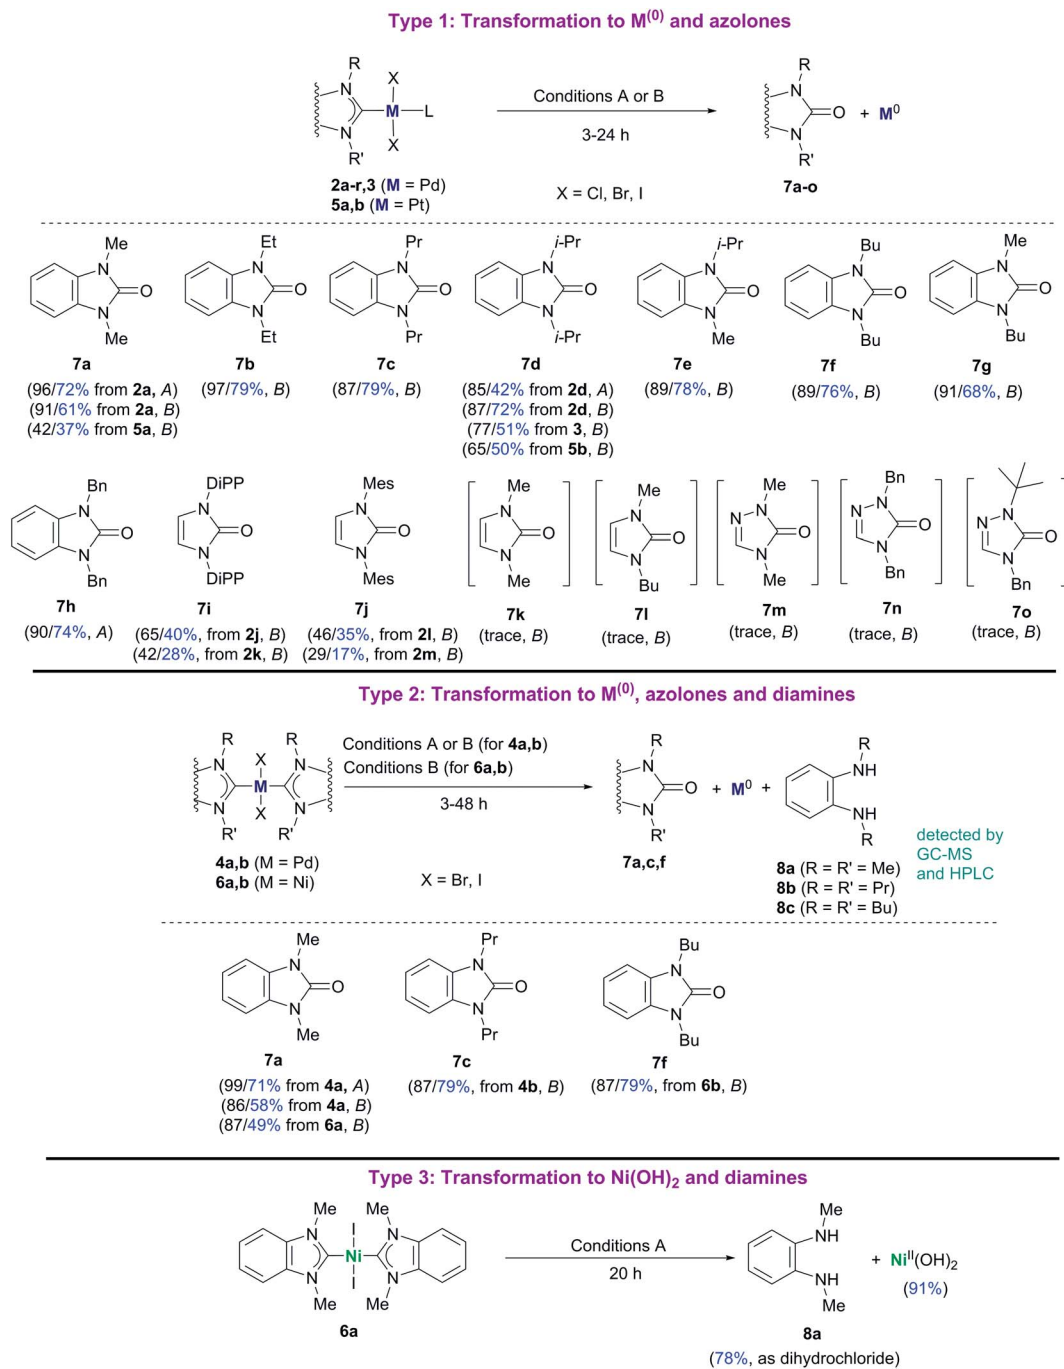 Type 1: Transformation to M(0) and azolones
R
N
X
M
L
N
X
R'
2a-r,3 (M = Pd)
5a,b (M = Pt)
Conditions A or B
3-24 h
X = Cl, Br, I
R
N
O
N
R'
+ M0
7a-o
Me
N
O
N
Me
7a
(96/72% from 2a, A)
(91/61% from 2a, B)
(42/37% from 5a, B)
Et
N
O
N
Et
7b
(97/79%, B)
Pr
N
O
N
Pr
7c
(87/79%, B)
i-Pr
N
O
N
i-Pr
7d
(85/42% from 2d, A)
(87/72% from 2d, B)
(77/51% from 3, B)
(65/50% from 5b, B)
i-Pr
N
O
N
Me
7e
(89/78%, B)
Bu
N
O
N
Bu
7f
(89/76%, B)
Me
N
O
N
Bu
7g
(91/68%, B)
Bn
N
O
N
Bn
7h
(90/74%, A)
DiPP
N
O
N
DiPP
7i
(65/40%, from 2j, B)
(42/28%, from 2k, B)
Mes
N
O
N
Mes
7j
(46/35%, from 2l, B)
(29/17%, from 2m, B)
Me
N
O
N
Me
7k
(trace, B)
Me
N
O
N
Bu
7l
(trace, B)
Me
N
N
O
N
Me
7m
(trace, B)
Bn
N
N
O
N
Bn
7n
(trace, B)
N
N
O
N
Bn
7o
(trace, B)
Type 2: Transformation to M(0), azolones and diamines
R
R
N
X
N
M
N
X
N
R'
R'
4a,b (M = Pd)
6a,b (M = Ni)
Conditions A or B (for 4a,b)
Conditions B (for 6a,b)
3-48 h
X = Br, I
R
N
O
N
R'
7a,c,f
+ M0 +
R
NH
NH
R
8a (R = R' = Me)
8b (R = R' = Pr)
8c (R = R' = Bu)
detected by
GC-MS
and HPLC
Me
N
O
N
Me
7a
(99/71% from 4a, A)
(86/58% from 4a, B)
(87/49% from 6a, B)
Pr
N
O
N
Pr
7c
(87/79%, from 4b, B)
Bu
N
O
N
Bu
7f
(87/79%, from 6b, B)
Type 3: Transformation to Ni(OH)2 and diamines
Me
Me
N
I
N
Ni
N
I
N
Me
Me
6a
Conditions A
20 h
Me
NH
NH
Me
8a
(78%, as dihydrochloride)
+ NiII(OH)2
(91%)